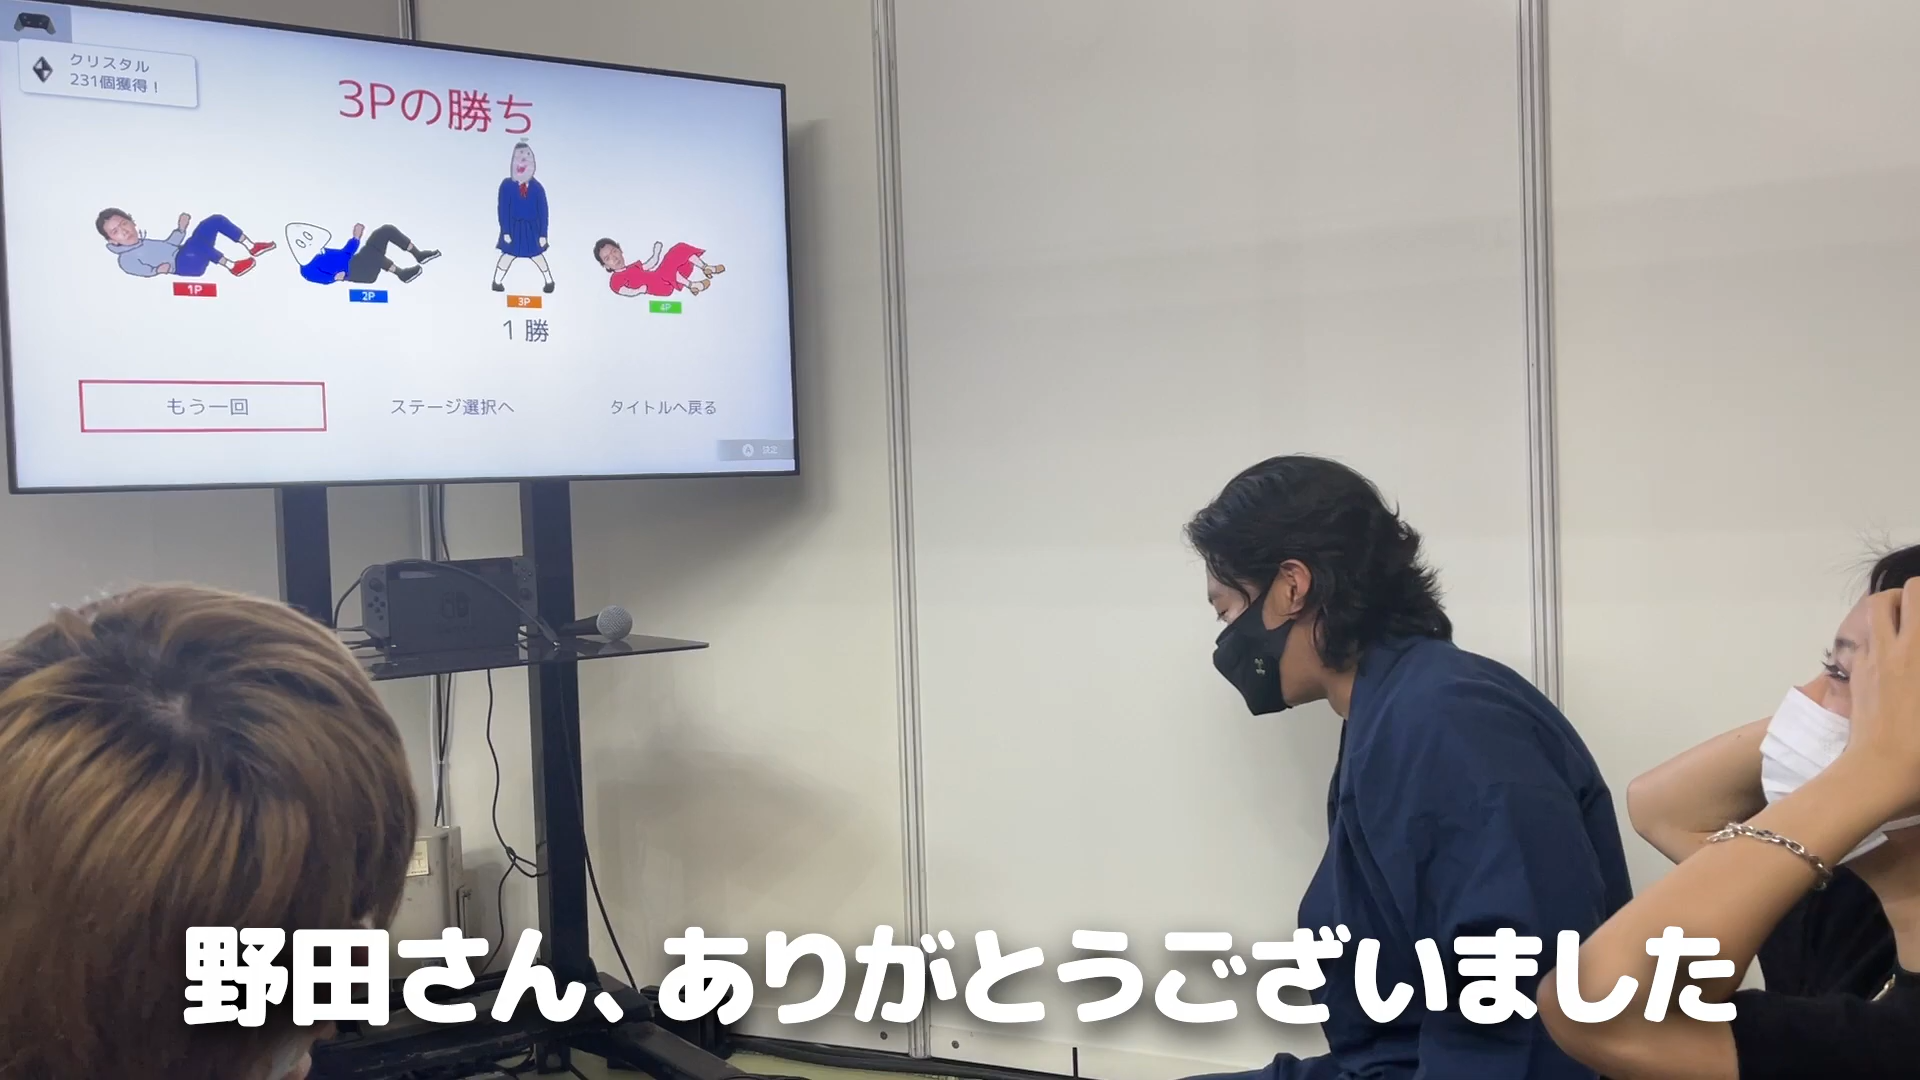 クリスタル
231個獲得！
3Pの勝ち
1P
2P
3P
4P
1 勝
もう一回
ステージ選択へ
タイトルへ戻る
A 決定
野田さん、ありがとうございました